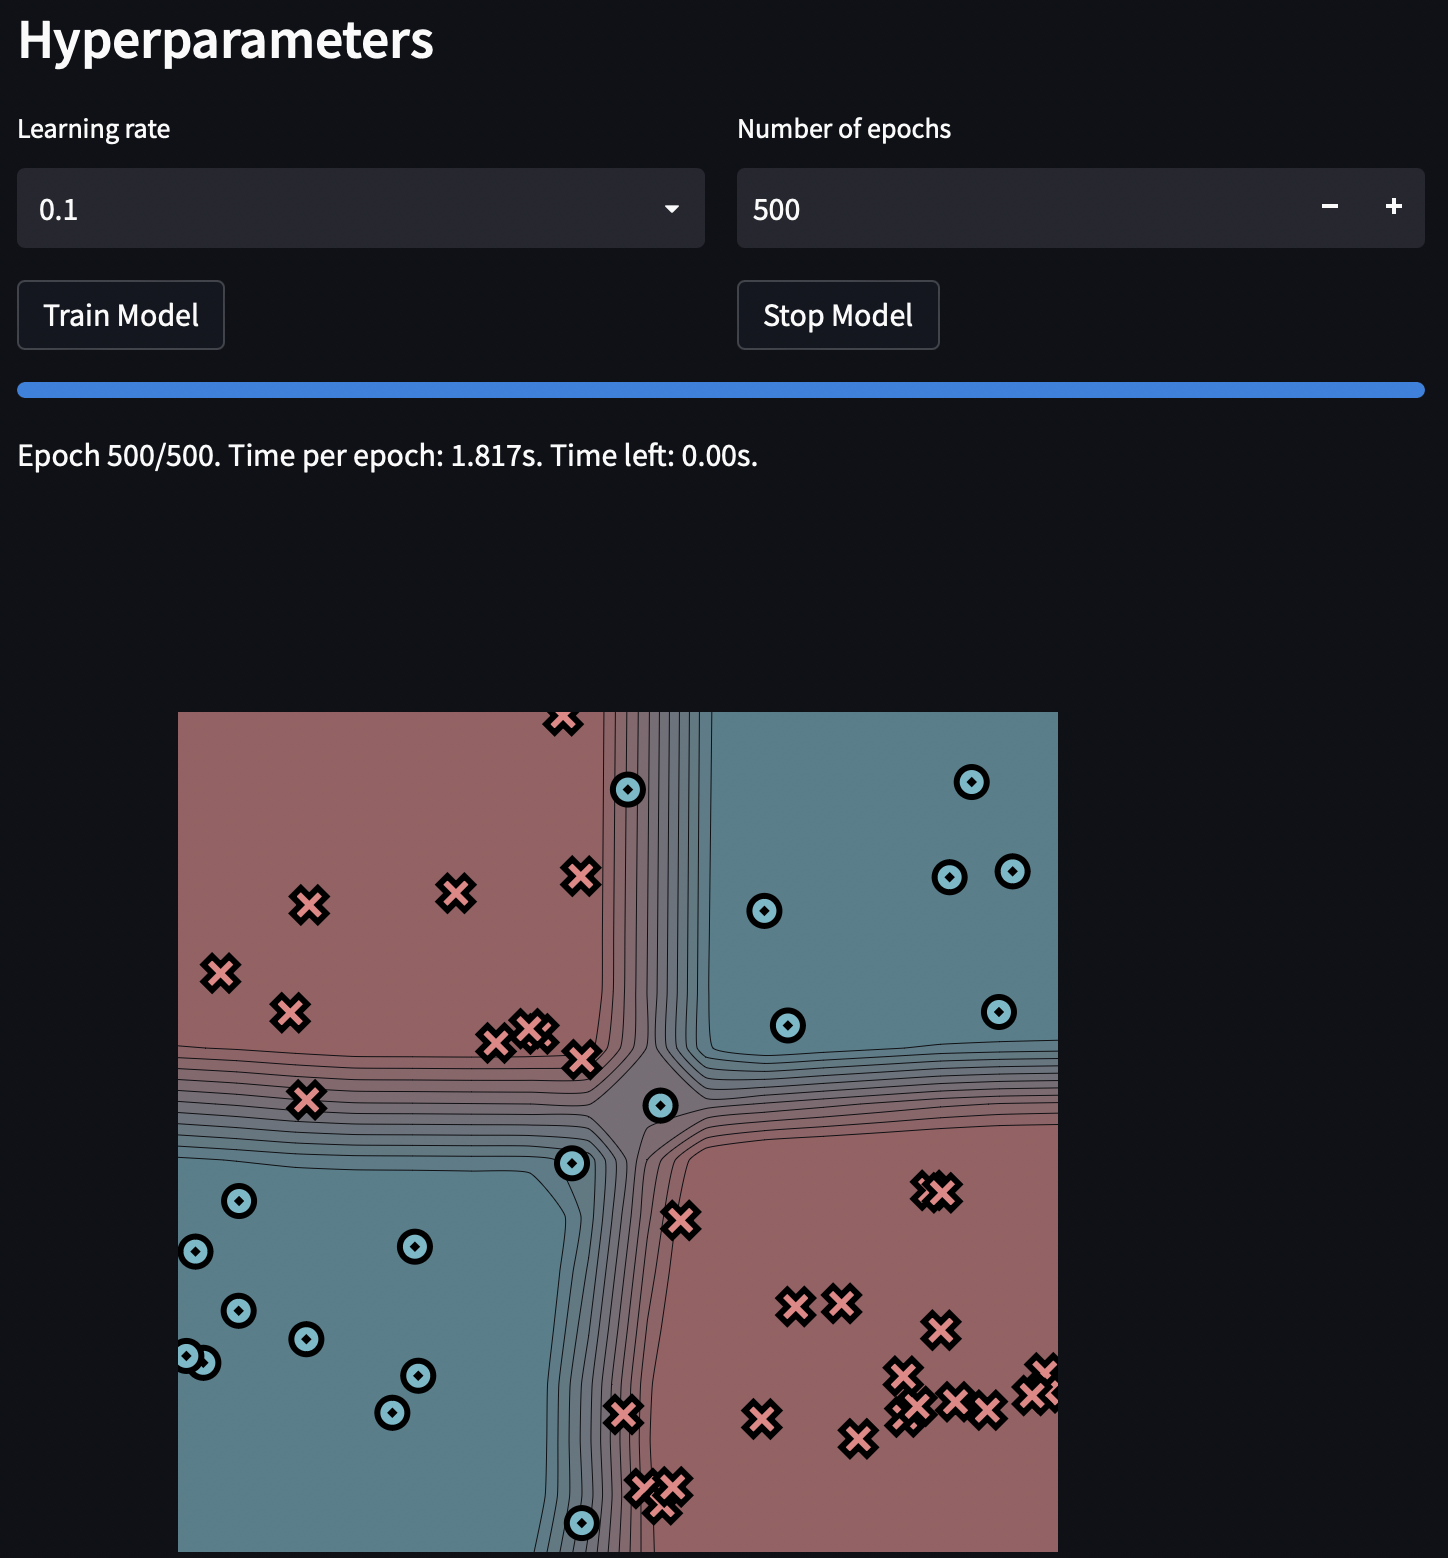 Hyperparameters
Learning rate
Number of epochs
0.1
500
Train Model
Stop Model
Epoch 500/500. Time per epoch: 1.817s. Time left: 0.00s.